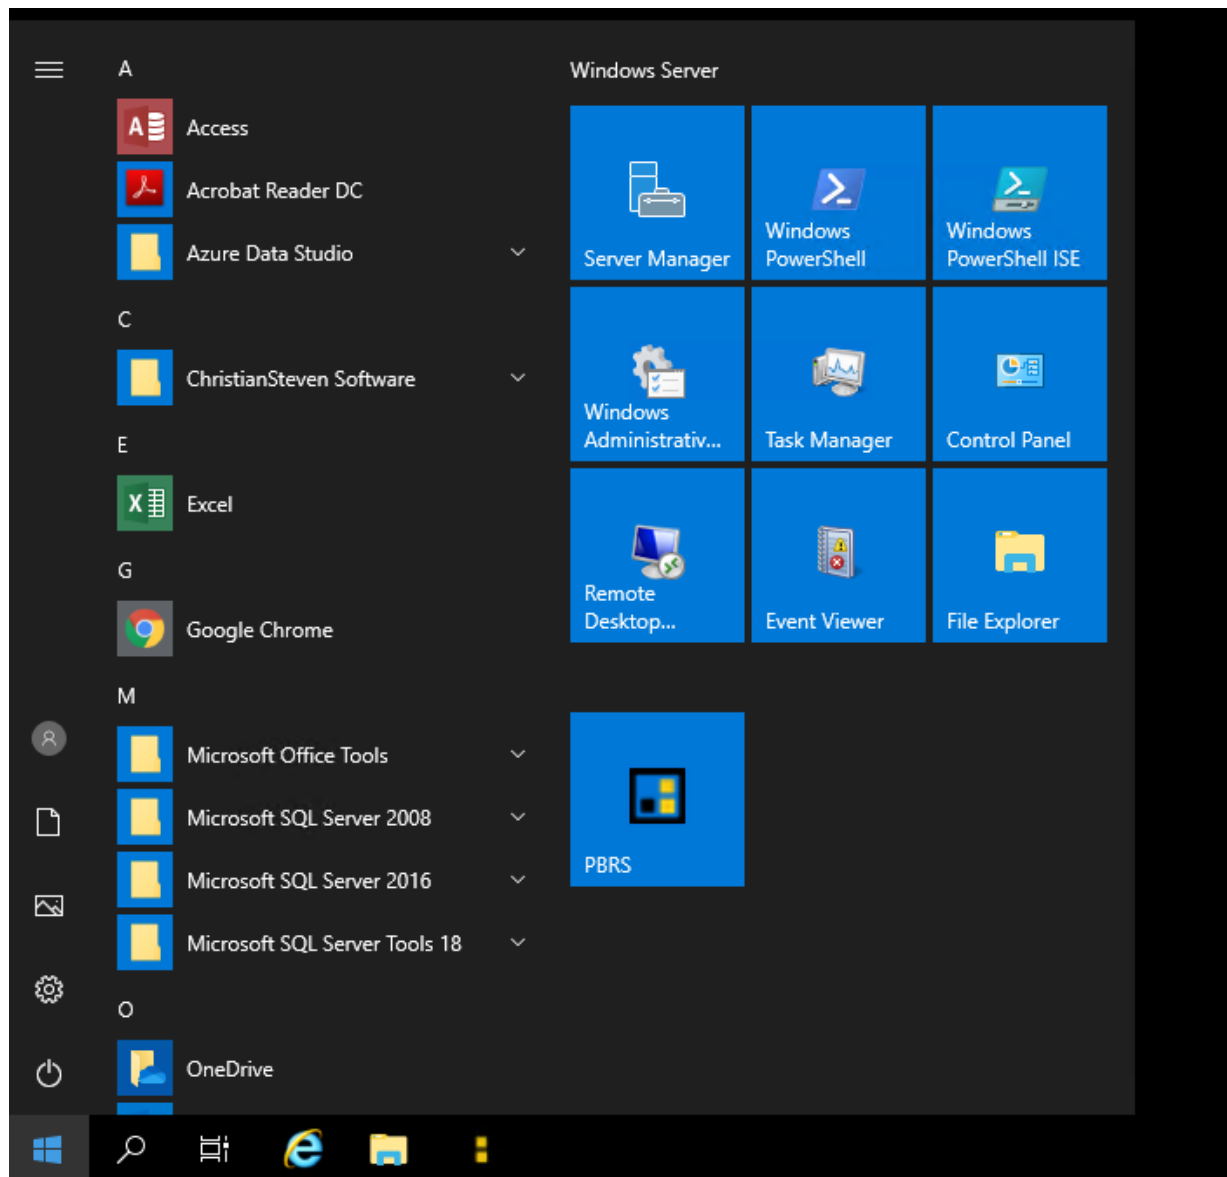 A
Access
Acrobat Reader DC
Azure Data Studio
C
ChristianSteven Software
E
Excel
G
Google Chrome
M
Microsoft Office Tools
Microsoft SQL Server 2008
Microsoft SQL Server 2016
Microsoft SQL Server Tools 18
O
OneDrive
Windows Server
Server Manager
Windows
PowerShell
Windows
PowerShell ISE
Windows
Administrativ...
Task Manager
Control Panel
Remote
Desktop...
Event Viewer
File Explorer
PBRS